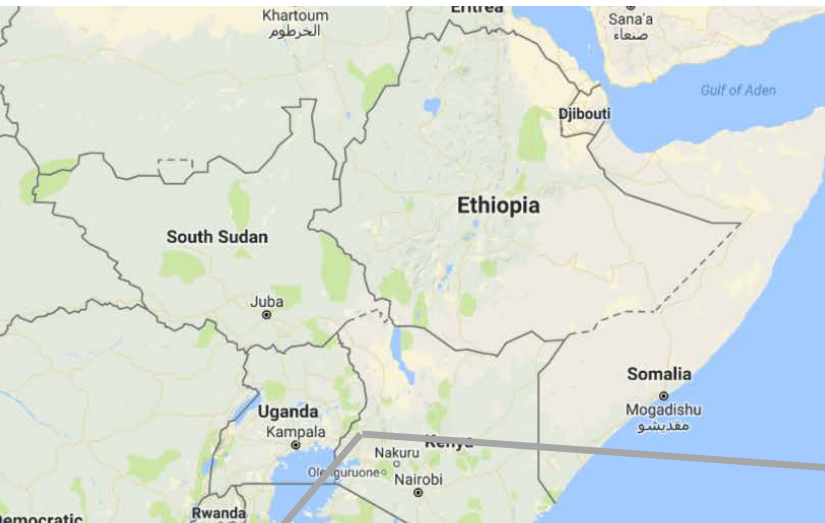 Khartoum
الخرطوم
Eritrea
Sana'a
صنعاء
Gulf of Aden
Djibouti
Ethiopia
South Sudan
Juba
Somalia
Mogadishu
مقديشو
Uganda
Kampala
Kenya
Nakuru
Olenguruone
Nairobi
Rwanda
emocratic